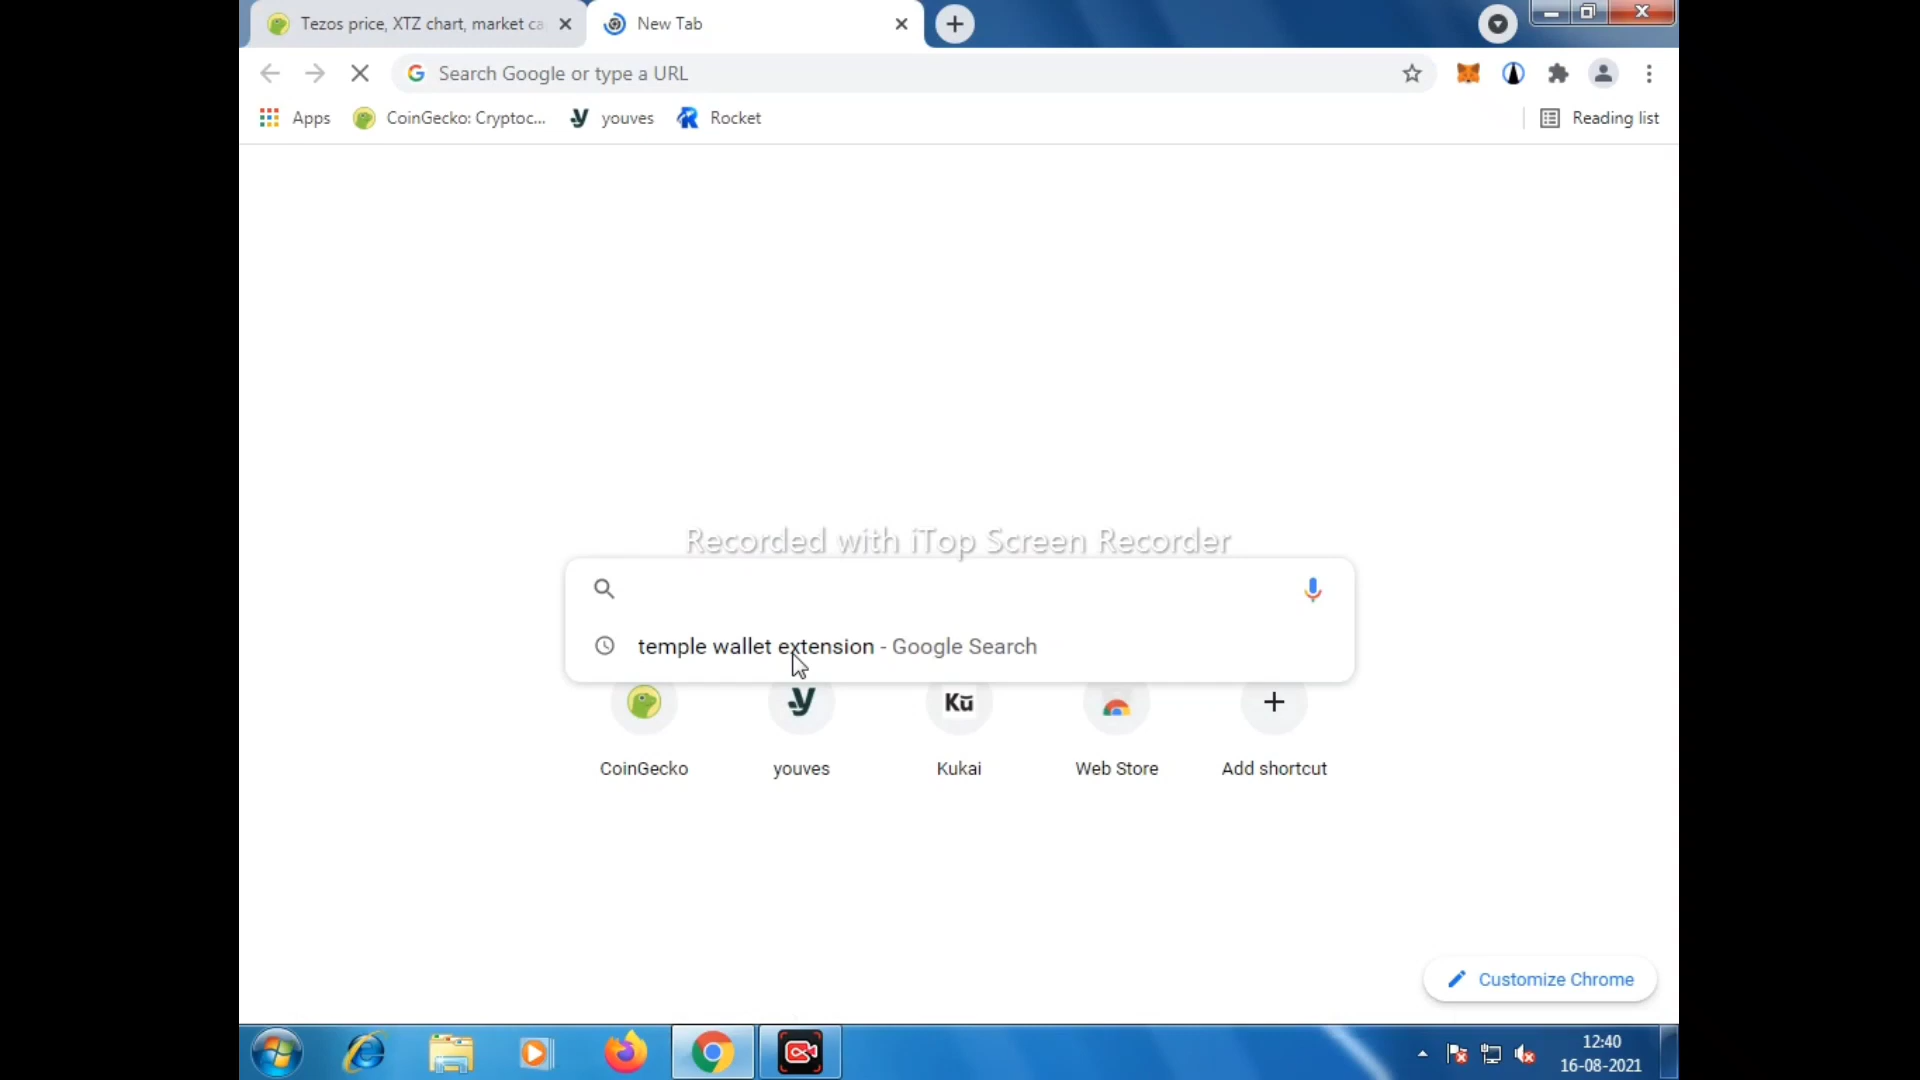 Tezos price, XTZ chart, market ca
New Tab
Search Google or type a URL
Apps
CoinGecko: Cryptoc...
youves
Rocket
Reading list
Recorded with iTop Screen Recorder
temple wallet extension - Google Search
Kū
CoinGecko
youves
Kukai
Web Store
Add shortcut
Customize Chrome
12:40
16-08-2021